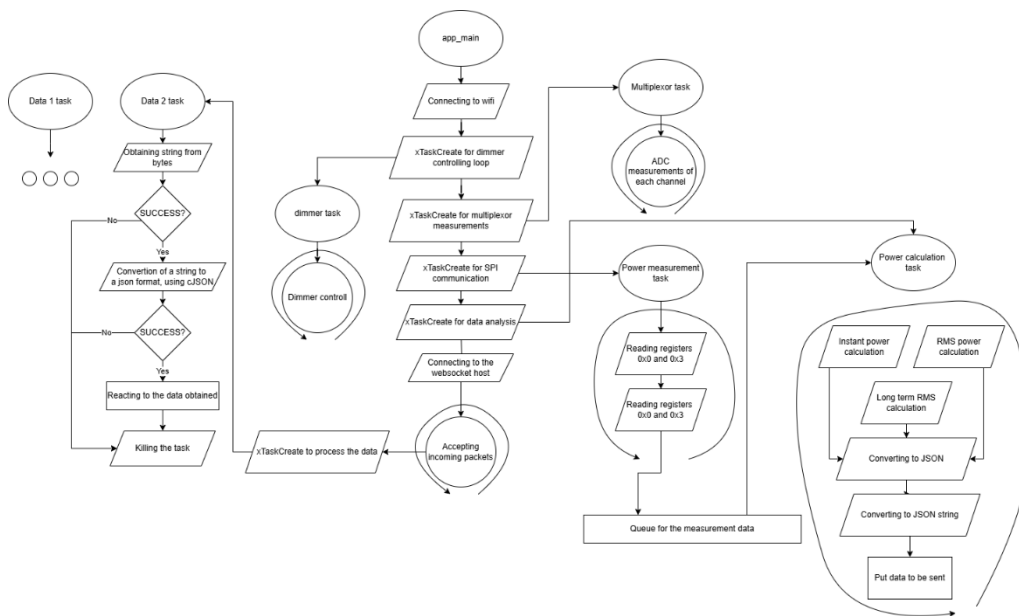 app_main
Connecting to wifi
xTaskCreate for dimmer
controlling loop
xTaskCreate for multiplexor
measurements
xTaskCreate for SPI
communication
xTaskCreate for data analysis
Connecting to the
websocket host
Accepting
incoming packets
xTaskCreate to process the data
Data 1 task
Data 2 task
Obtaining string from
bytes
SUCCESS?
No
Yes
Convertion of a string to
a json format, using cJSON
SUCCESS?
No
Yes
Reacting to the data obtained
Killing the task
dimmer task
Dimmer controll
Multiplexor task
ADC
measurements of
each channel
Power measurement
task
Reading registers
0x0 and 0x3
Reading registers
0x0 and 0x3
Queue for the measurement data
Power calculation
task
Instant power
calculation
RMS power
calculation
Long term RMS
calculation
Converting to JSON
Converting to JSON string
Put data to be sent